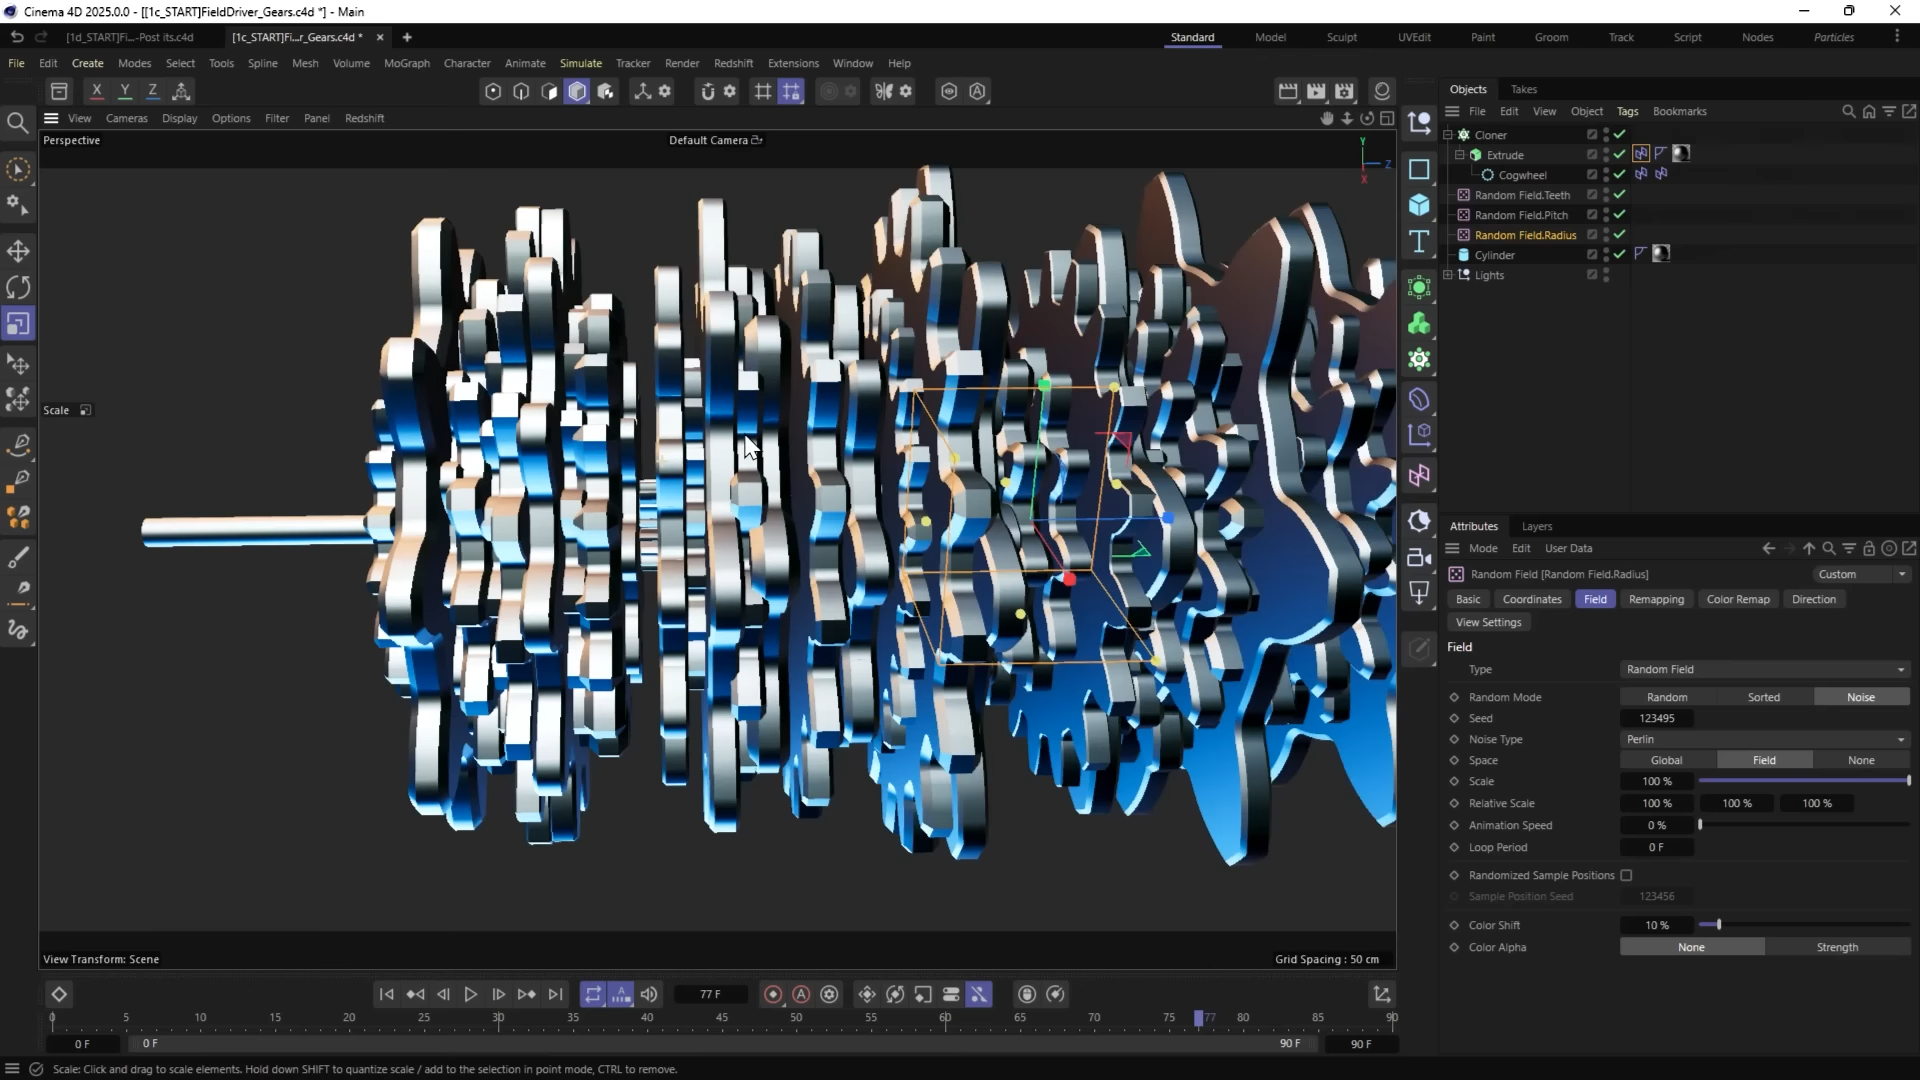 Cinema 4D 2025.0.0 - [[1c_START]FieldDriver_Gears.c4d *] - Main
[1d_START]Fi...-Post its.c4d
[1c_START]Fi...r_Gears.c4d *
Standard
Model
Sculpt
UVEdit
Paint
Groom
Track
Script
Nodes
Particles
File Edit Create Modes Select Tools Spline Mesh Volume MoGraph Character Animate Simulate Tracker Render Redshift Extensions Window Help
X Y Z
Objects Takes
File Edit View Object Tags Bookmarks
View Cameras Display Options Filter Panel Redshift
Perspective
Default Camera
Y
Z
X
Cloner
Extrude
Cogwheel
Random Field.Teeth
Random Field.Pitch
Random Field.Radius
Cylinder
Lights
Scale
Attributes Layers
Mode Edit User Data
Random Field [Random Field.Radius]
Custom
Basic Coordinates Field Remapping Color Remap Direction
View Settings
Field
Type Random Field
Random Mode Random Sorted Noise
Seed 123495
Noise Type Perlin
Space Global Field None
Scale 100 %
Relative Scale 100 % 100 % 100 %
Animation Speed 0 %
Loop Period 0 F
Randomized Sample Positions
Sample Position Seed 123456
Color Shift 10 %
Color Alpha None Strength
View Transform: Scene
Grid Spacing : 50 cm
77 F
0 5 10 15 20 25 30 35 40 45 50 55 60 65 70 75 77 80 85 90
0 F 0 F 90 F 90 F
Scale: Click and drag to scale elements. Hold down SHIFT to quantize scale / add to the selection in point mode, CTRL to remove.